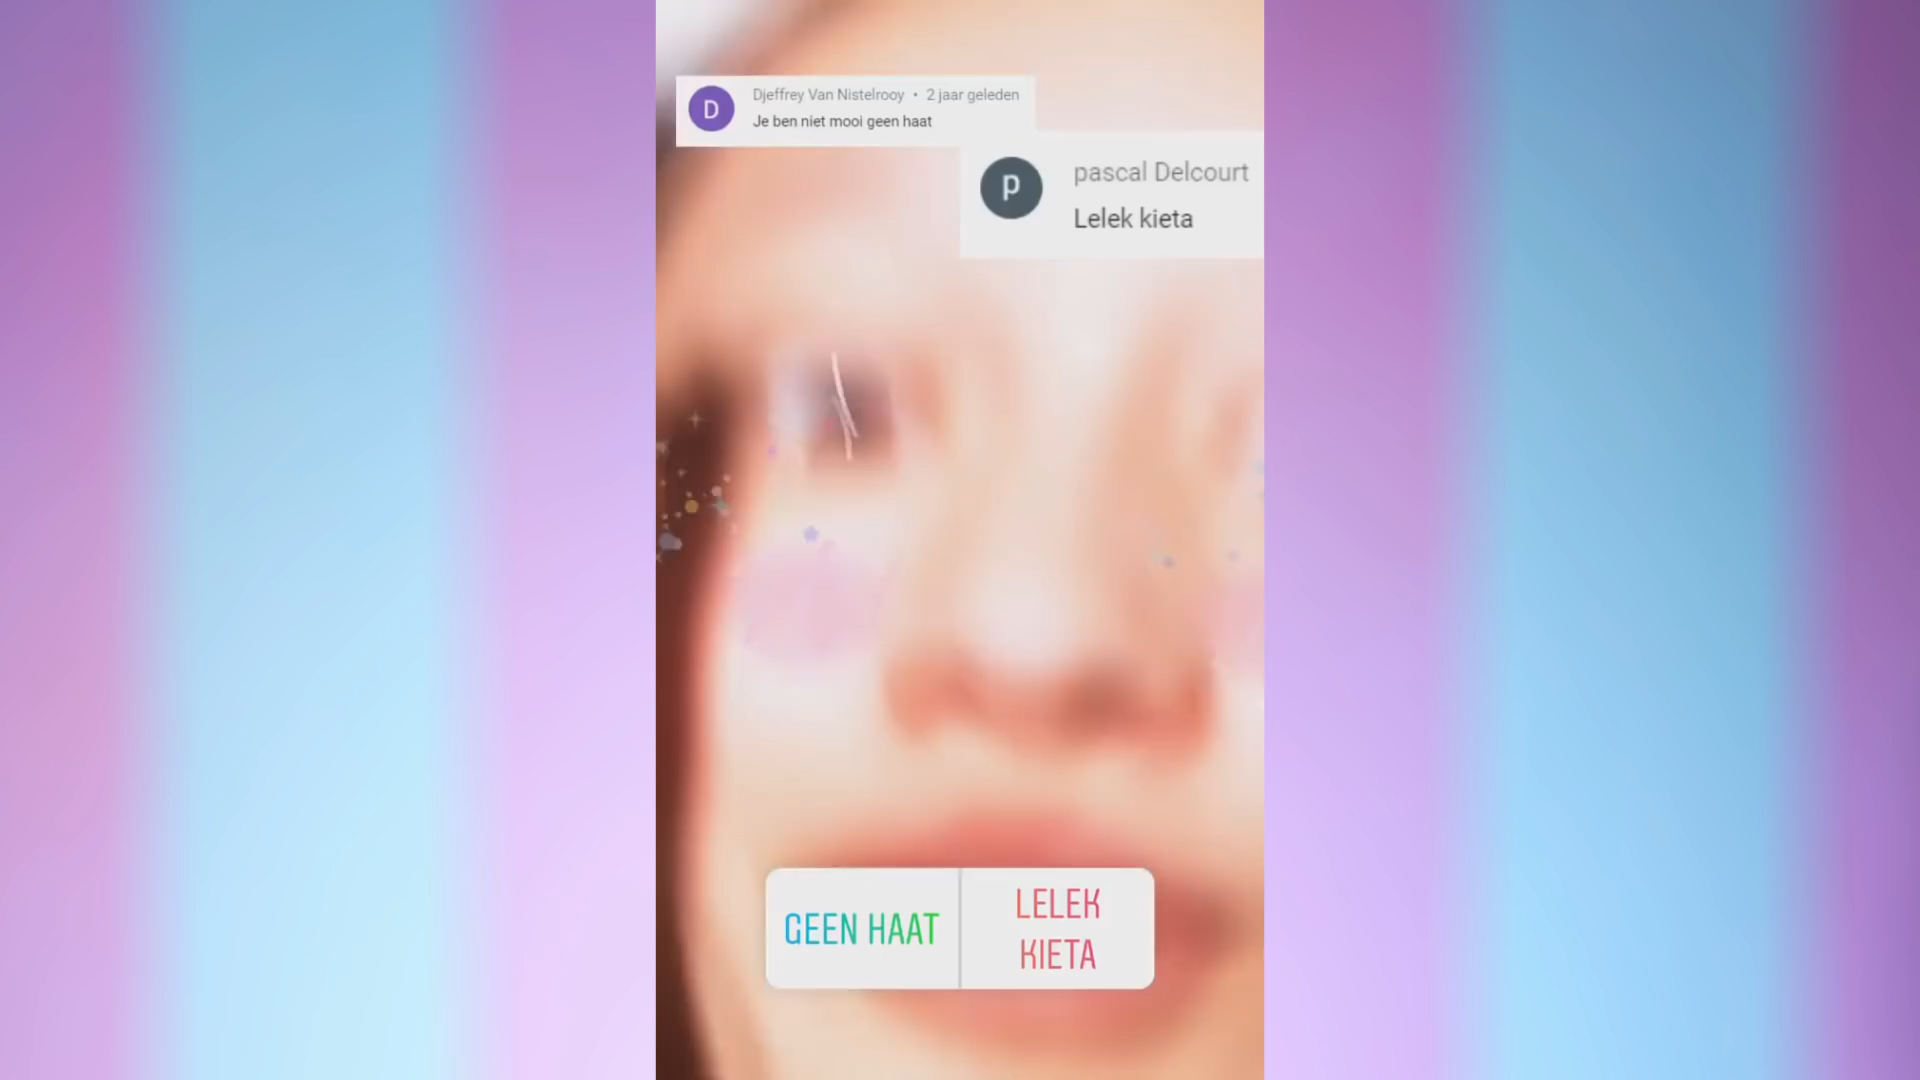 D
Djeffrey Van Nistelrooy • 2 jaar geleden
Je ben niet mooi geen haat
p
pascal Delcourt
Lelek kieta
GEEN HAAT
LELEK
KIETA